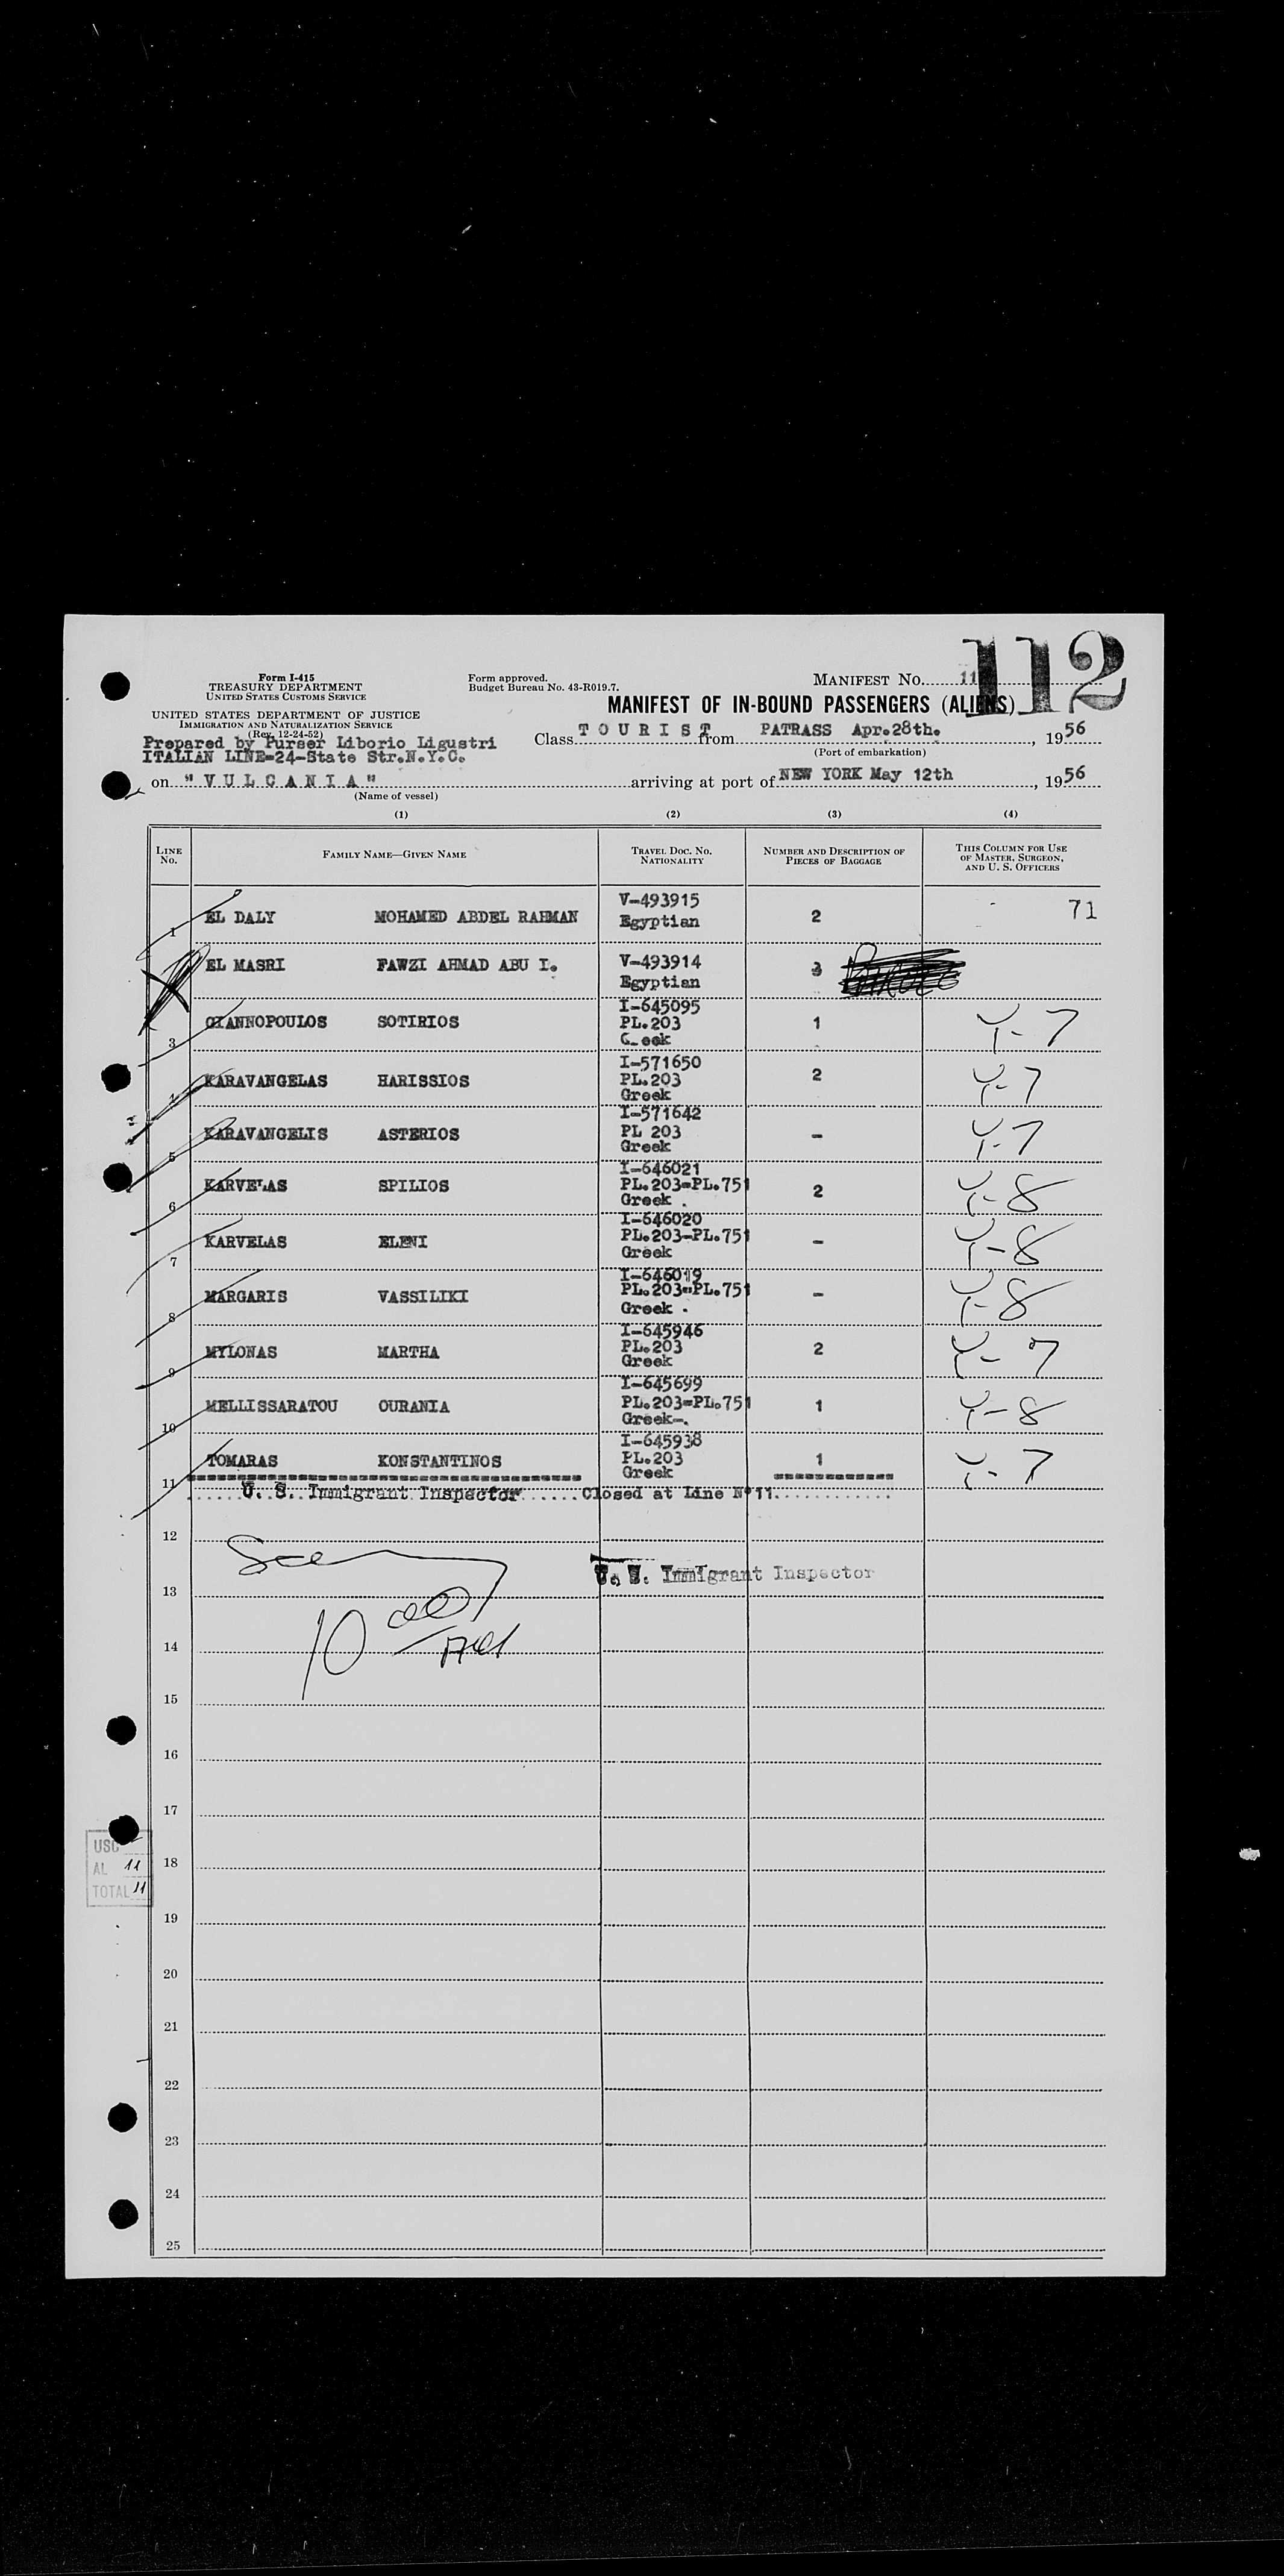 112
Form I-415
TREASURY DEPARTMENT
UNITED STATES CUSTOMS SERVICE
Form approved.
Budget Bureau No. 43-R019.7.
MANIFEST NO. 11
MANIFEST OF IN-BOUND PASSENGERS (ALIENS)
UNITED STATES DEPARTMENT OF JUSTICE
IMMIGRATION AND NATURALIZATION SERVICE
(Rev. 12-24-52)
Prepared by Purser Liborio Ligustri
ITALIAN LINE-24-State Str.N.Y.C.
Class TOURIST from PATRASS Apr.28th. , 1956
(Port of embarkation)
on "VULCANIA" arriving at port of NEW YORK May 12th , 1956
(Name of vessel)
(1) (2) (3) (4)
LINE NO.
FAMILY NAME—GIVEN NAME
TRAVEL DOC. NO. NATIONALITY
NUMBER AND DESCRIPTION OF PIECES OF BAGGAGE
THIS COLUMN FOR USE OF MASTER, SURGEON, AND U. S. OFFICERS
1 EL DALY MOHAMED ABDEL RAHMAN V-493915 Egyptian 2 71
EL MASRI FAWZI AHMAD ABU I. V-493914 Egyptian 3
3 GIANNOPOULOS SOTIRIOS I-645095 PL.203 G eek 1 Y-7
4 KARAVANGELAS HARISSIOS I-571650 PL.203 Greek 2 Y-7
5 KARAVANGELIS ASTERIOS I-571642 PL 203 Greek - Y-7
6 KARVELAS SPILIOS I-646021 PL.203=PL.751 Greek . 2 Y-8
7 KARVELAS ELENI I-646020 PL.203-PL.751 Greek - Y-8
8 MARGARIS VASSILIKI I-646019 PL.203=PL.751 Greek . - Y-8
9 MYLONAS MARTHA I-645946 PL.203 Greek 2 Y-7
10 MELLISSARATOU OURANIA I-645699 PL.203=PL.751 Greek-. 1 Y-8
11 TOMARAS KONSTANTINOS I-645938 PL.203 Greek 1 Y-7
U. S. Immigrant Inspector Closed at Line N°11
12
U. S. Immigrant Inspector
13
10
14
15
16
17
USC
18
AL 11
TOTAL 11
19
20
21
22
23
24
25